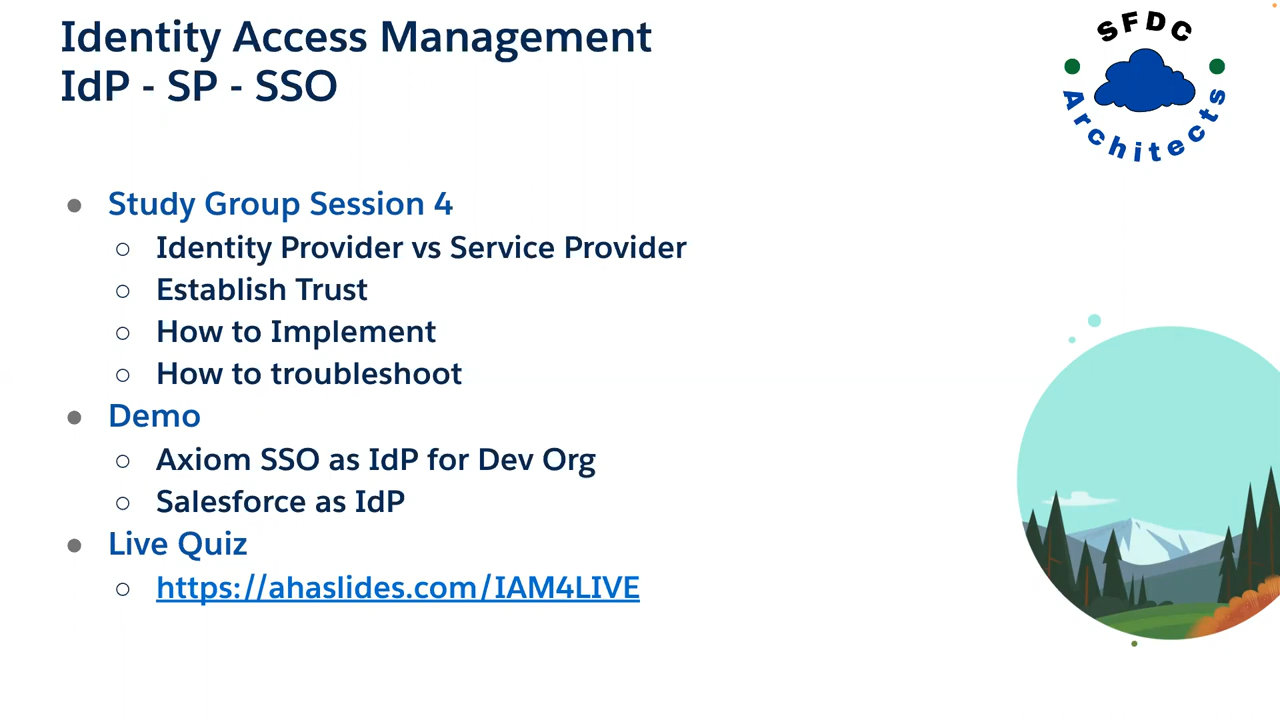 Identity Access Management
IdP - SP - SSO
SFDC
Architects
Study Group Session 4
Identity Provider vs Service Provider
Establish Trust
How to Implement
How to troubleshoot
Demo
Axiom SSO as IdP for Dev Org
Salesforce as IdP
Live Quiz
https://ahaslides.com/IAM4LIVE